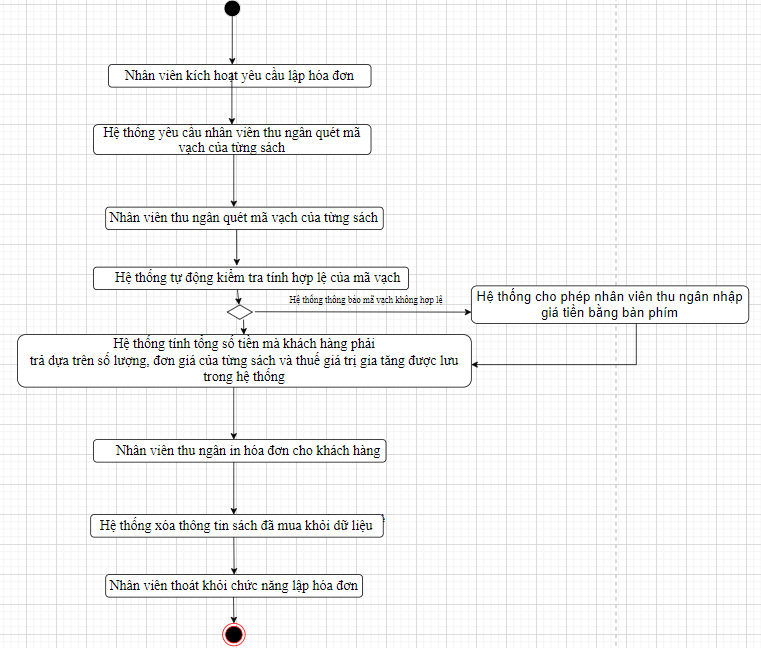 Nhân viên kích hoạt yêu cầu lập hóa đơn
Hệ thống yêu cầu nhân viên thu ngân quét mã
vạch của từng sách
Nhân viên thu ngân quét mã vạch của từng sách
Hệ thống tự động kiểm tra tính hợp lệ của mã vạch
Hệ thống thông báo mã vạch không hợp lệ
Hệ thống cho phép nhân viên thu ngân nhập
giá tiền bằng bàn phím
Hệ thống tính tổng số tiền mà khách hàng phải
trả dựa trên số lượng, đơn giá của từng sách và thuế giá trị gia tăng được lưu
trong hệ thống
Nhân viên thu ngân in hóa đơn cho khách hàng
Hệ thống xóa thông tin sách đã mua khỏi dữ liệu
Nhân viên thoát khỏi chức năng lập hóa đơn